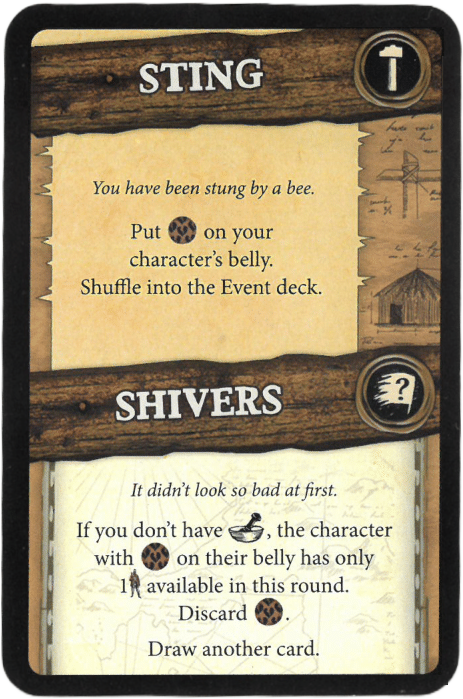 STING
You have been stung by a bee.
Put on your
character's belly.
Shuffle into the Event deck.
SHIVERS
?
It didn't look so bad at first.
If you don't have , the character
with on their belly has only
1 available in this round.
Discard .
Draw another card.